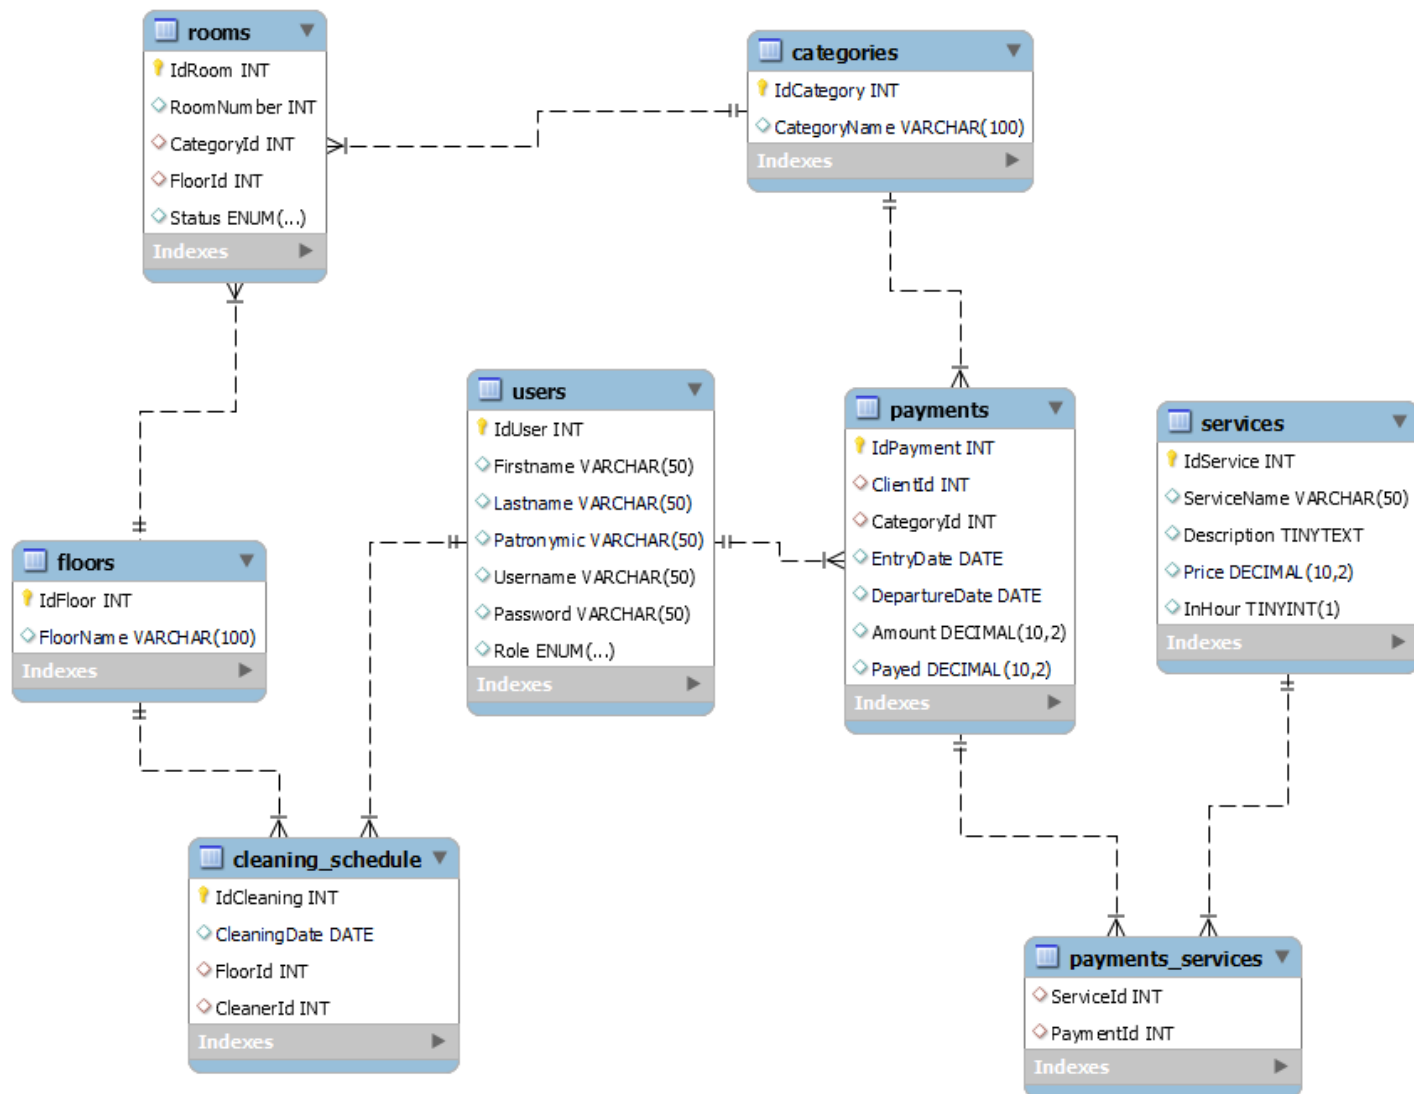 rooms
IdRoom INT
RoomNumber INT
CategoryId INT
FloorId INT
Status ENUM(...)
Indexes
categories
IdCategory INT
CategoryName VARCHAR(100)
Indexes
users
IdUser INT
Firstname VARCHAR(50)
Lastname VARCHAR(50)
Patronymic VARCHAR(50)
Username VARCHAR(50)
Password VARCHAR(50)
Role ENUM(...)
Indexes
payments
IdPayment INT
ClientId INT
CategoryId INT
EntryDate DATE
DepartureDate DATE
Amount DECIMAL(10,2)
Payed DECIMAL(10,2)
Indexes
services
IdService INT
ServiceName VARCHAR(50)
Description TINYTEXT
Price DECIMAL(10,2)
InHour TINYINT(1)
Indexes
floors
IdFloor INT
FloorName VARCHAR(100)
Indexes
cleaning_schedule
IdCleaning INT
CleaningDate DATE
FloorId INT
CleanerId INT
Indexes
payments_services
ServiceId INT
PaymentId INT
Indexes